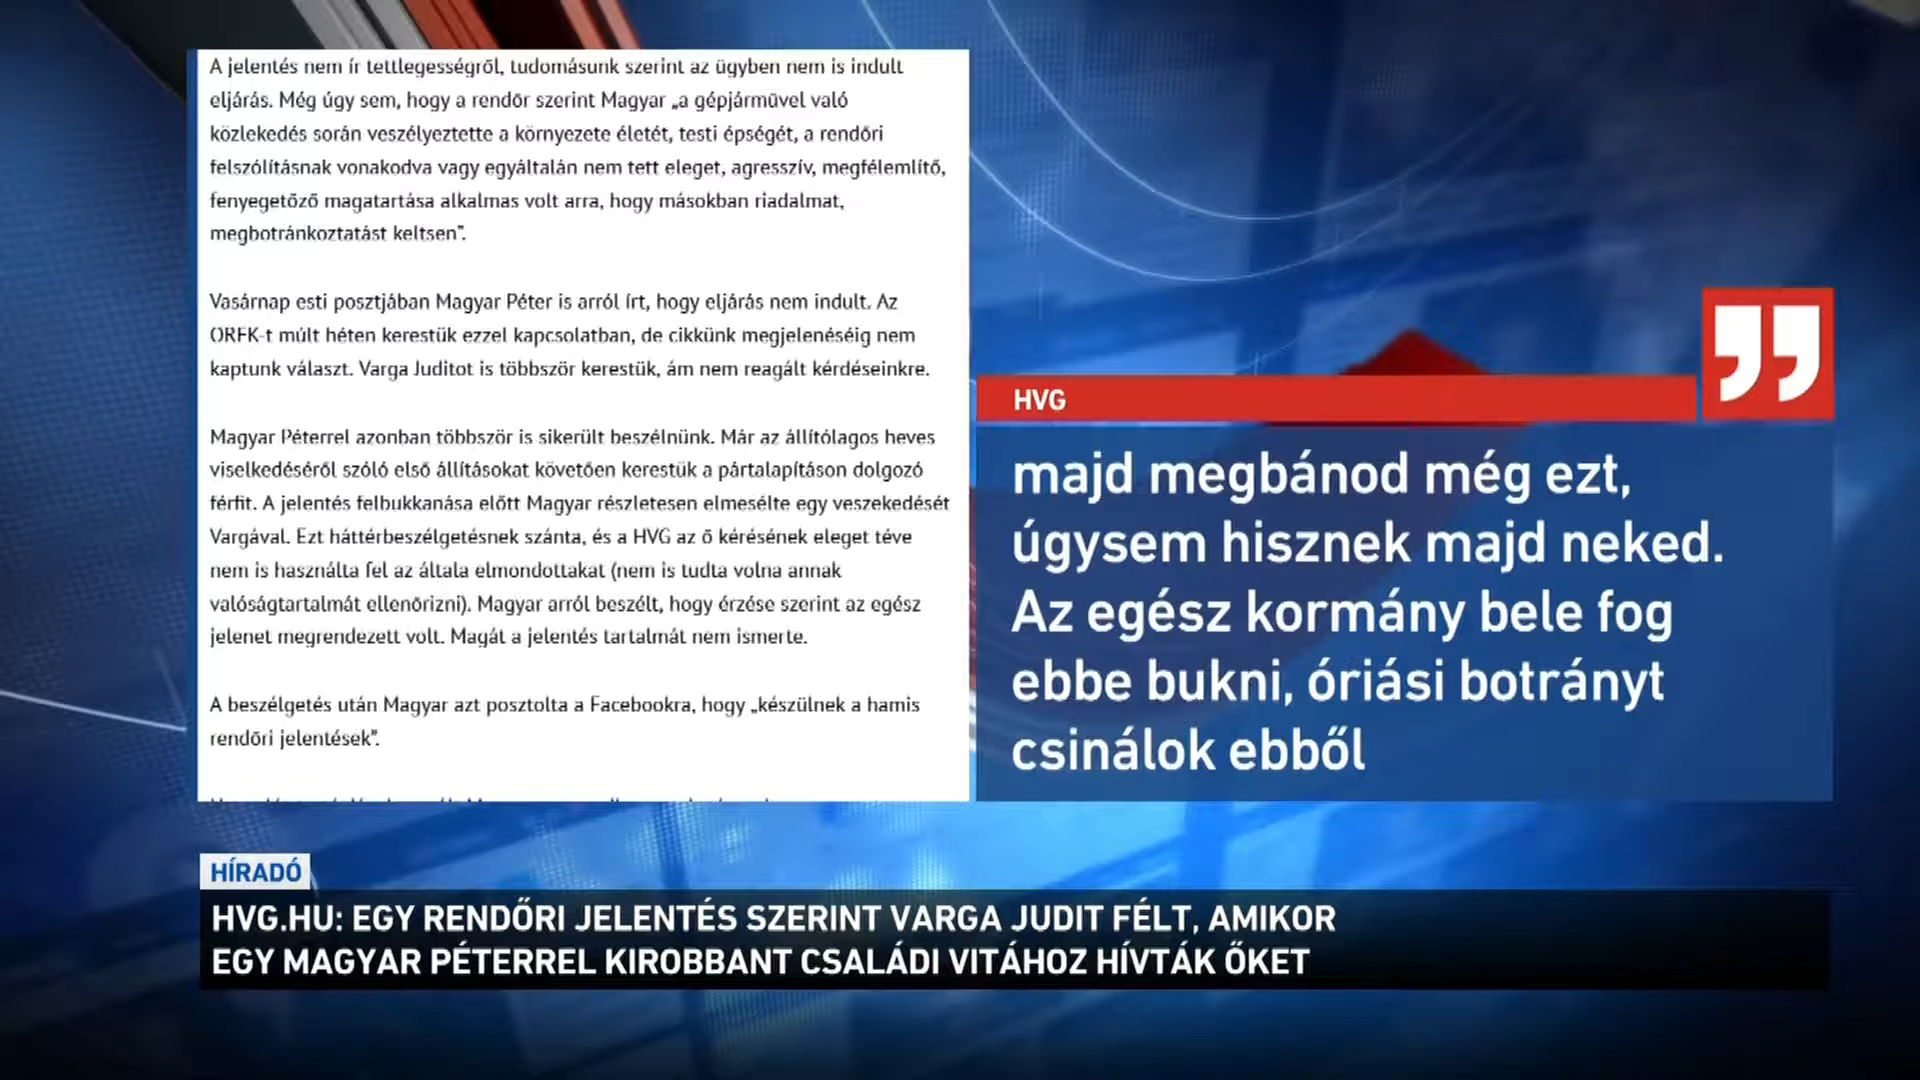 A jelentés nem ír tettlegességről, tudomásunk szerint az ügyben nem is indult
eljárás. Még úgy sem, hogy a rendőr szerint Magyar „a gépjárművel való
közlekedés során veszélyeztette a környezete életét, testi épségét, a rendőri
felszólításnak vonakodva vagy egyáltalán nem tett eleget, agresszív, megfélemlítő,
fenyegetőző magatartása alkalmas volt arra, hogy másokban riadalmat,
megbotránkoztatást keltsen”.
Vasárnap esti posztjában Magyar Péter is arról írt, hogy eljárás nem indult. Az
ORFK-t múlt héten kerestük ezzel kapcsolatban, de cikkünk megjelenéséig nem
kaptunk választ. Varga Juditot is többször kerestük, ám nem reagált kérdéseinkre.
Magyar Péterrel azonban többször is sikerült beszélnünk. Már az állítólagos heves
viselkedéséről szóló első állításokat követően kerestük a pártalapításon dolgozó
férfit. A jelentés felbukkanása előtt Magyar részletesen elmesélte egy veszekedését
Vargával. Ezt háttérbeszélgetésnek szánta, és a HVG az ő kérésének eleget téve
nem is használta fel az általa elmondottakat (nem is tudta volna annak
valóságtartalmát ellenőrizni). Magyar arról beszélt, hogy érzése szerint az egész
jelenet megrendezett volt. Magát a jelentés tartalmát nem ismerte.
A beszélgetés után Magyar azt posztolta a Facebookra, hogy „készülnek a hamis
rendőri jelentések”.
HVG
majd megbánod még ezt,
úgysem hisznek majd neked.
Az egész kormány bele fog
ebbe bukni, óriási botrányt
csinálok ebből
HÍRADÓ
HVG.HU: EGY RENDŐRI JELENTÉS SZERINT VARGA JUDIT FÉLT, AMIKOR
EGY MAGYAR PÉTERREL KIROBBANT CSALÁDI VITÁHOZ HÍVTÁK ŐKET